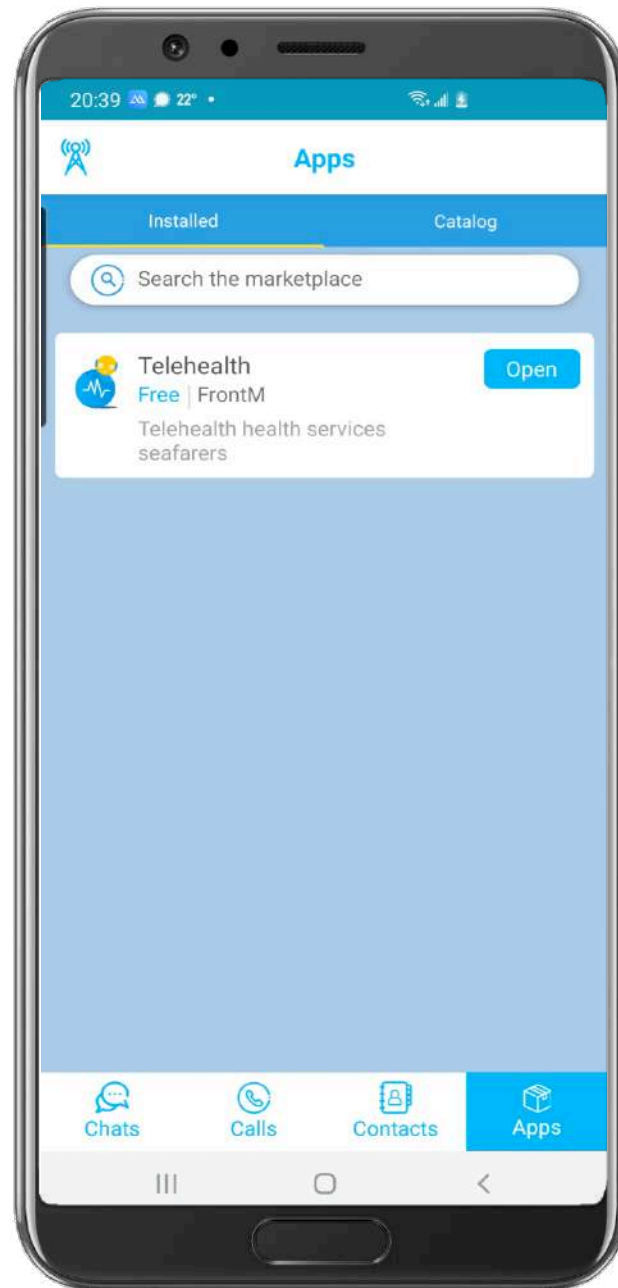 20:39 22°
Apps
Installed
Catalog
Search the marketplace
Telehealth
Open
Free | FrontM
Telehealth health services
seafarers
Chats
Calls
Contacts
Apps